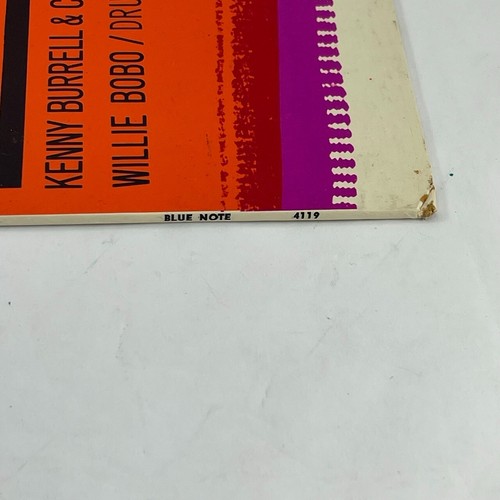 KENNY BURRELL & C
WILLIE BOBO / DRU
BLUE NOTE 4119